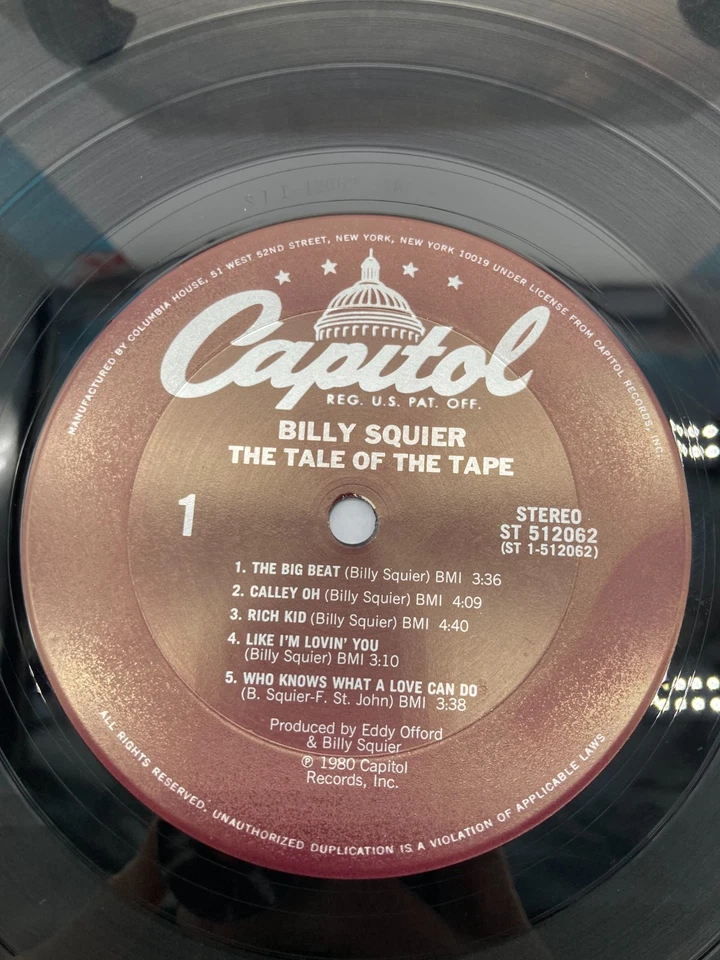 MANUFACTURED BY COLUMBIA HOUSE, 51 WEST 52ND STREET, NEW YORK, NEW YORK 10019 UNDER LICENSE FROM CAPITOL RECORDS, INC.
Capitol
REG. U.S. PAT. OFF.
BILLY SQUIER
THE TALE OF THE TAPE
1
STEREO
ST 512062
(ST 1-512062)
1. THE BIG BEAT (Billy Squier) BMI 3:36
2. CALLEY OH (Billy Squier) BMI 4:09
3. RICH KID (Billy Squier) BMI 4:40
4. LIKE I'M LOVIN' YOU
(Billy Squier) BMI 3:10
5. WHO KNOWS WHAT A LOVE CAN DO
(B. Squier-F. St. John) BMI 3:38
Produced by Eddy Offord
& Billy Squier
℗ 1980 Capitol
Records, Inc.
ALL RIGHTS RESERVED. UNAUTHORIZED DUPLICATION IS A VIOLATION OF APPLICABLE LAWS